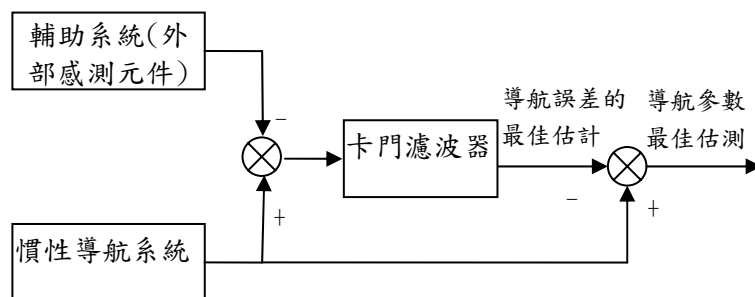 輔助系統(外
部感測元件)
導航誤差的
最佳估計
導航參數
最佳估測
−
卡門濾波器
−
+
+
慣性導航系統